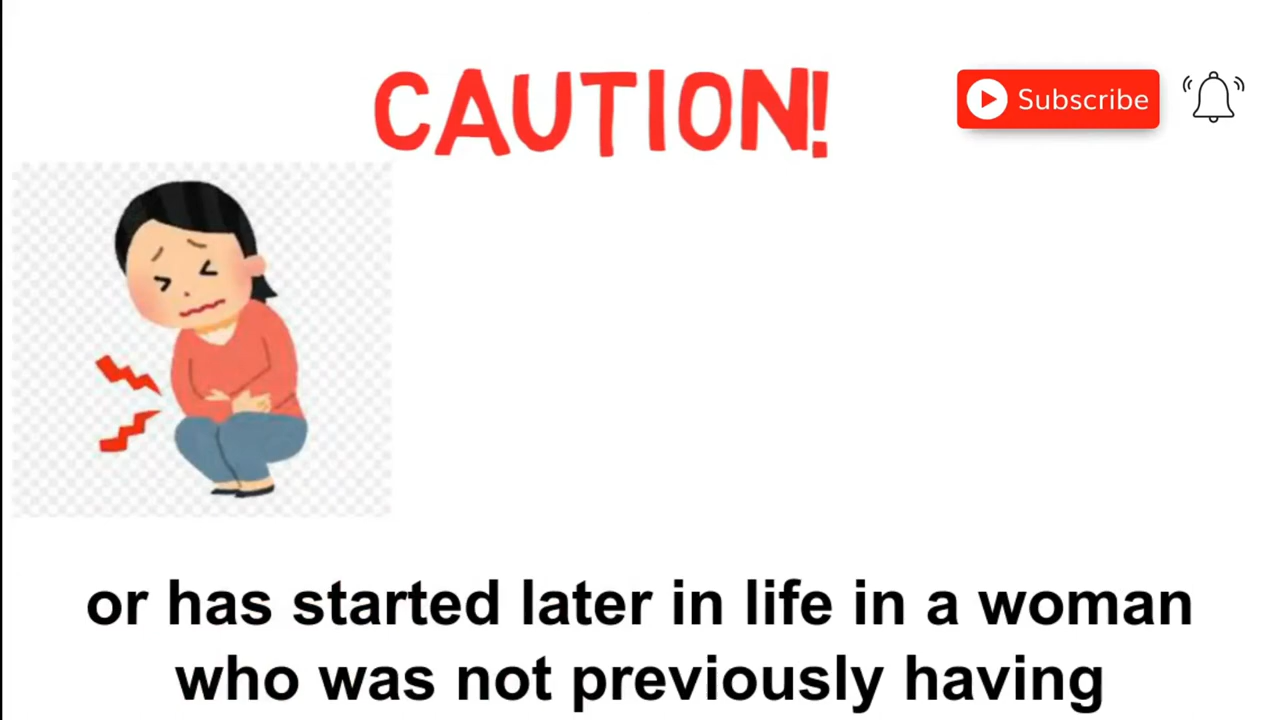 CAUTION!
Subscribe
or has started later in life in a woman
who was not previously having